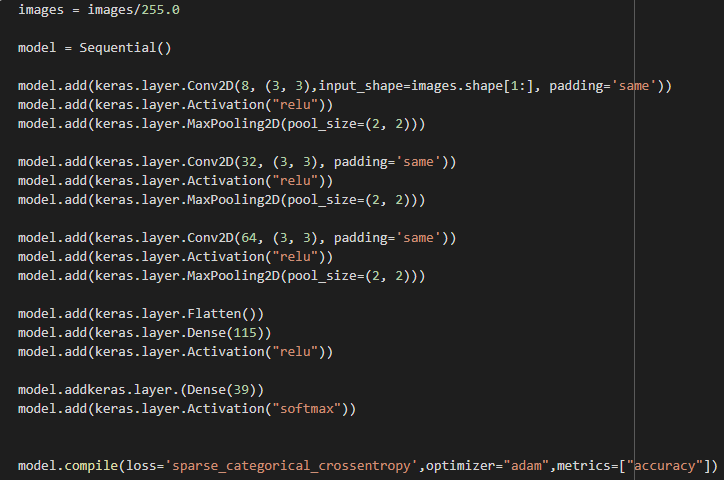 images = images/255.0
model = Sequential()
model.add(keras.layer.Conv2D(8, (3, 3),input_shape=images.shape[1:], padding='same'))
model.add(keras.layer.Activation("relu"))
model.add(keras.layer.MaxPooling2D(pool_size=(2, 2)))
model.add(keras.layer.Conv2D(32, (3, 3), padding='same'))
model.add(keras.layer.Activation("relu"))
model.add(keras.layer.MaxPooling2D(pool_size=(2, 2)))
model.add(keras.layer.Conv2D(64, (3, 3), padding='same'))
model.add(keras.layer.Activation("relu"))
model.add(keras.layer.MaxPooling2D(pool_size=(2, 2)))
model.add(keras.layer.Flatten())
model.add(keras.layer.Dense(115))
model.add(keras.layer.Activation("relu"))
model.addkeras.layer.(Dense(39))
model.add(keras.layer.Activation("softmax"))
model.compile(loss='sparse_categorical_crossentropy',optimizer="adam",metrics=["accuracy"])